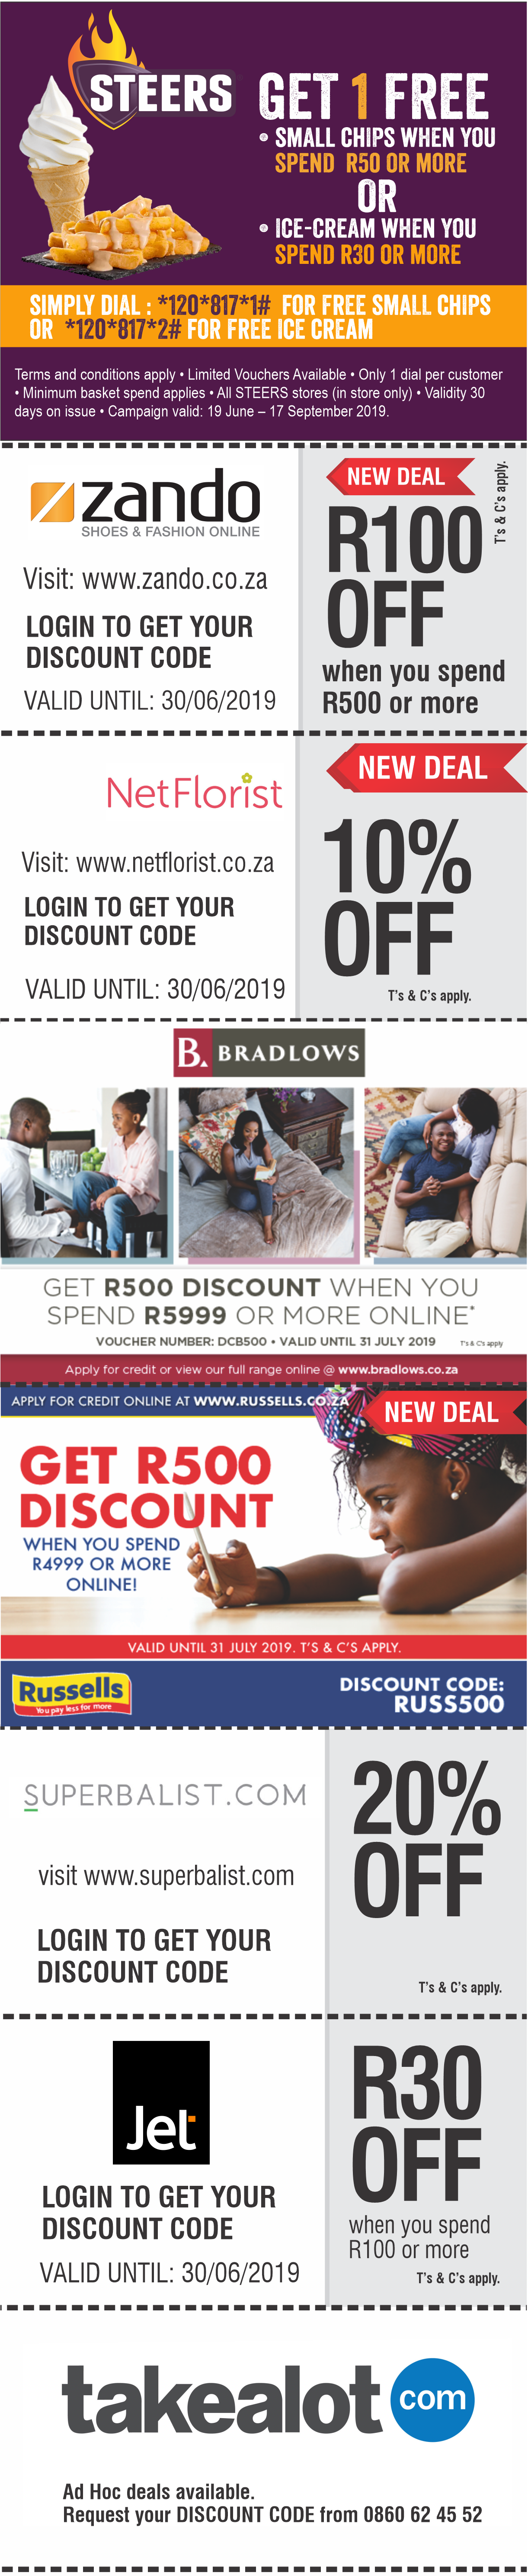 STEERS
GET 1 FREE
• SMALL CHIPS WHEN YOU
SPEND R50 OR MORE
OR
• ICE-CREAM WHEN YOU
SPEND R30 OR MORE
SIMPLY DIAL : *120*817*1# FOR FREE SMALL CHIPS
OR *120*817*2# FOR FREE ICE CREAM
Terms and conditions apply • Limited Vouchers Available • Only 1 dial per customer
• Minimum basket spend applies • All STEERS stores (in store only) • Validity 30
days on issue • Campaign valid: 19 June – 17 September 2019.
zando
SHOES & FASHION ONLINE
Visit: www.zando.co.za
LOGIN TO GET YOUR
DISCOUNT CODE
VALID UNTIL: 30/06/2019
NEW DEAL
R100
OFF
when you spend
R500 or more
T's & C's apply.
NetFlorist
Visit: www.netflorist.co.za
LOGIN TO GET YOUR
DISCOUNT CODE
VALID UNTIL: 30/06/2019
NEW DEAL
10%
OFF
T's & C's apply.
B. BRADLOWS
GET R500 DISCOUNT WHEN YOU
SPEND R5999 OR MORE ONLINE*
VOUCHER NUMBER: DCB500 • VALID UNTIL 31 JULY 2019 T's & C's apply
Apply for credit or view our full range online @ www.bradlows.co.za
APPLY FOR CREDIT ONLINE AT WWW.RUSSELLS.CO.ZA
NEW DEAL
GET R500
DISCOUNT
WHEN YOU SPEND
R4999 OR MORE
ONLINE!
VALID UNTIL 31 JULY 2019. T'S & C'S APPLY.
Russells
You pay less for more
DISCOUNT CODE:
RUSS500
SUPERBALIST.COM
visit www.superbalist.com
LOGIN TO GET YOUR
DISCOUNT CODE
20%
OFF
T's & C's apply.
Jet
LOGIN TO GET YOUR
DISCOUNT CODE
VALID UNTIL: 30/06/2019
R30
OFF
when you spend
R100 or more
T's & C's apply.
takealot com
Ad Hoc deals available.
Request your DISCOUNT CODE from 0860 62 45 52